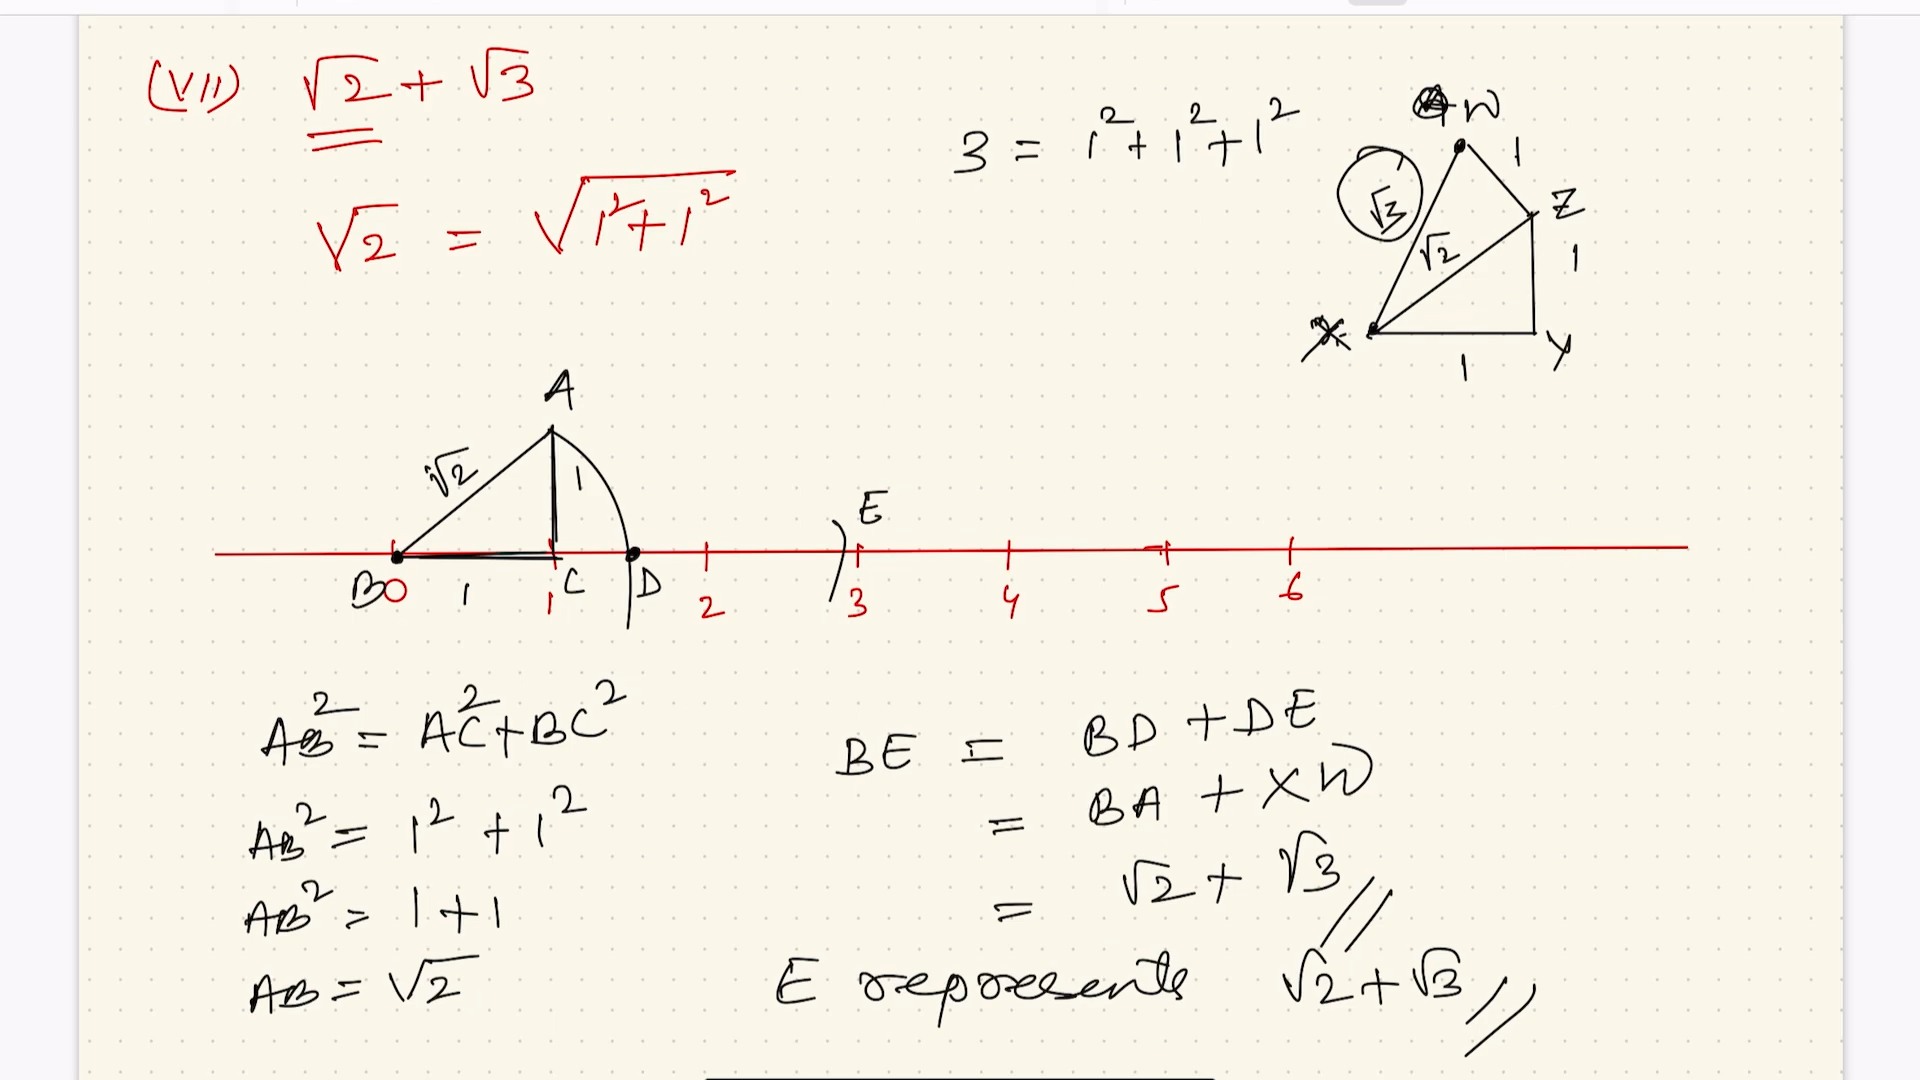 (VII) √2 + √3
√2 = √1²+1²
3 = 1²+1²+1²
W
1
√3
Z
√2
1
X
Y
1
A
√2
1
E
B 0 1 1 C D 2 3 4 5 6
AB² = AC²+BC²
AB² = 1² + 1²
AB² = 1+1
AB = √2
BE = BD + DE
= BA + XW
= √2 + √3
E represents √2+√3